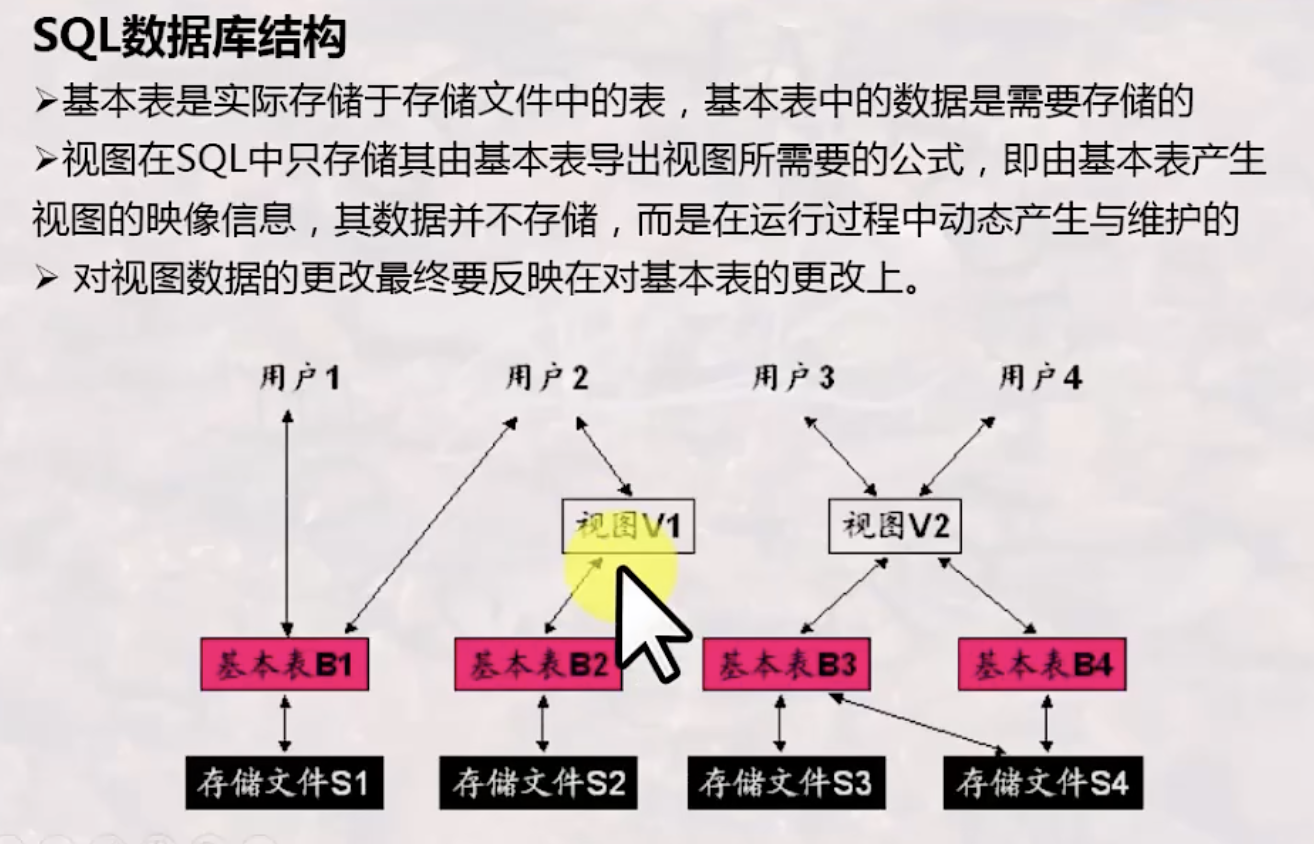 SQL数据库结构
➢基本表是实际存储于存储文件中的表，基本表中的数据是需要存储的
➢视图在SQL中只存储其由基本表导出视图所需要的公式，即由基本表产生
视图的映像信息，其数据并不存储，而是在运行过程中动态产生与维护的
➢ 对视图数据的更改最终要反映在对基本表的更改上。
用户1 用户2 用户3 用户4
视图V1 视图V2
基本表B1 基本表B2 基本表B3 基本表B4
存储文件S1 存储文件S2 存储文件S3 存储文件S4